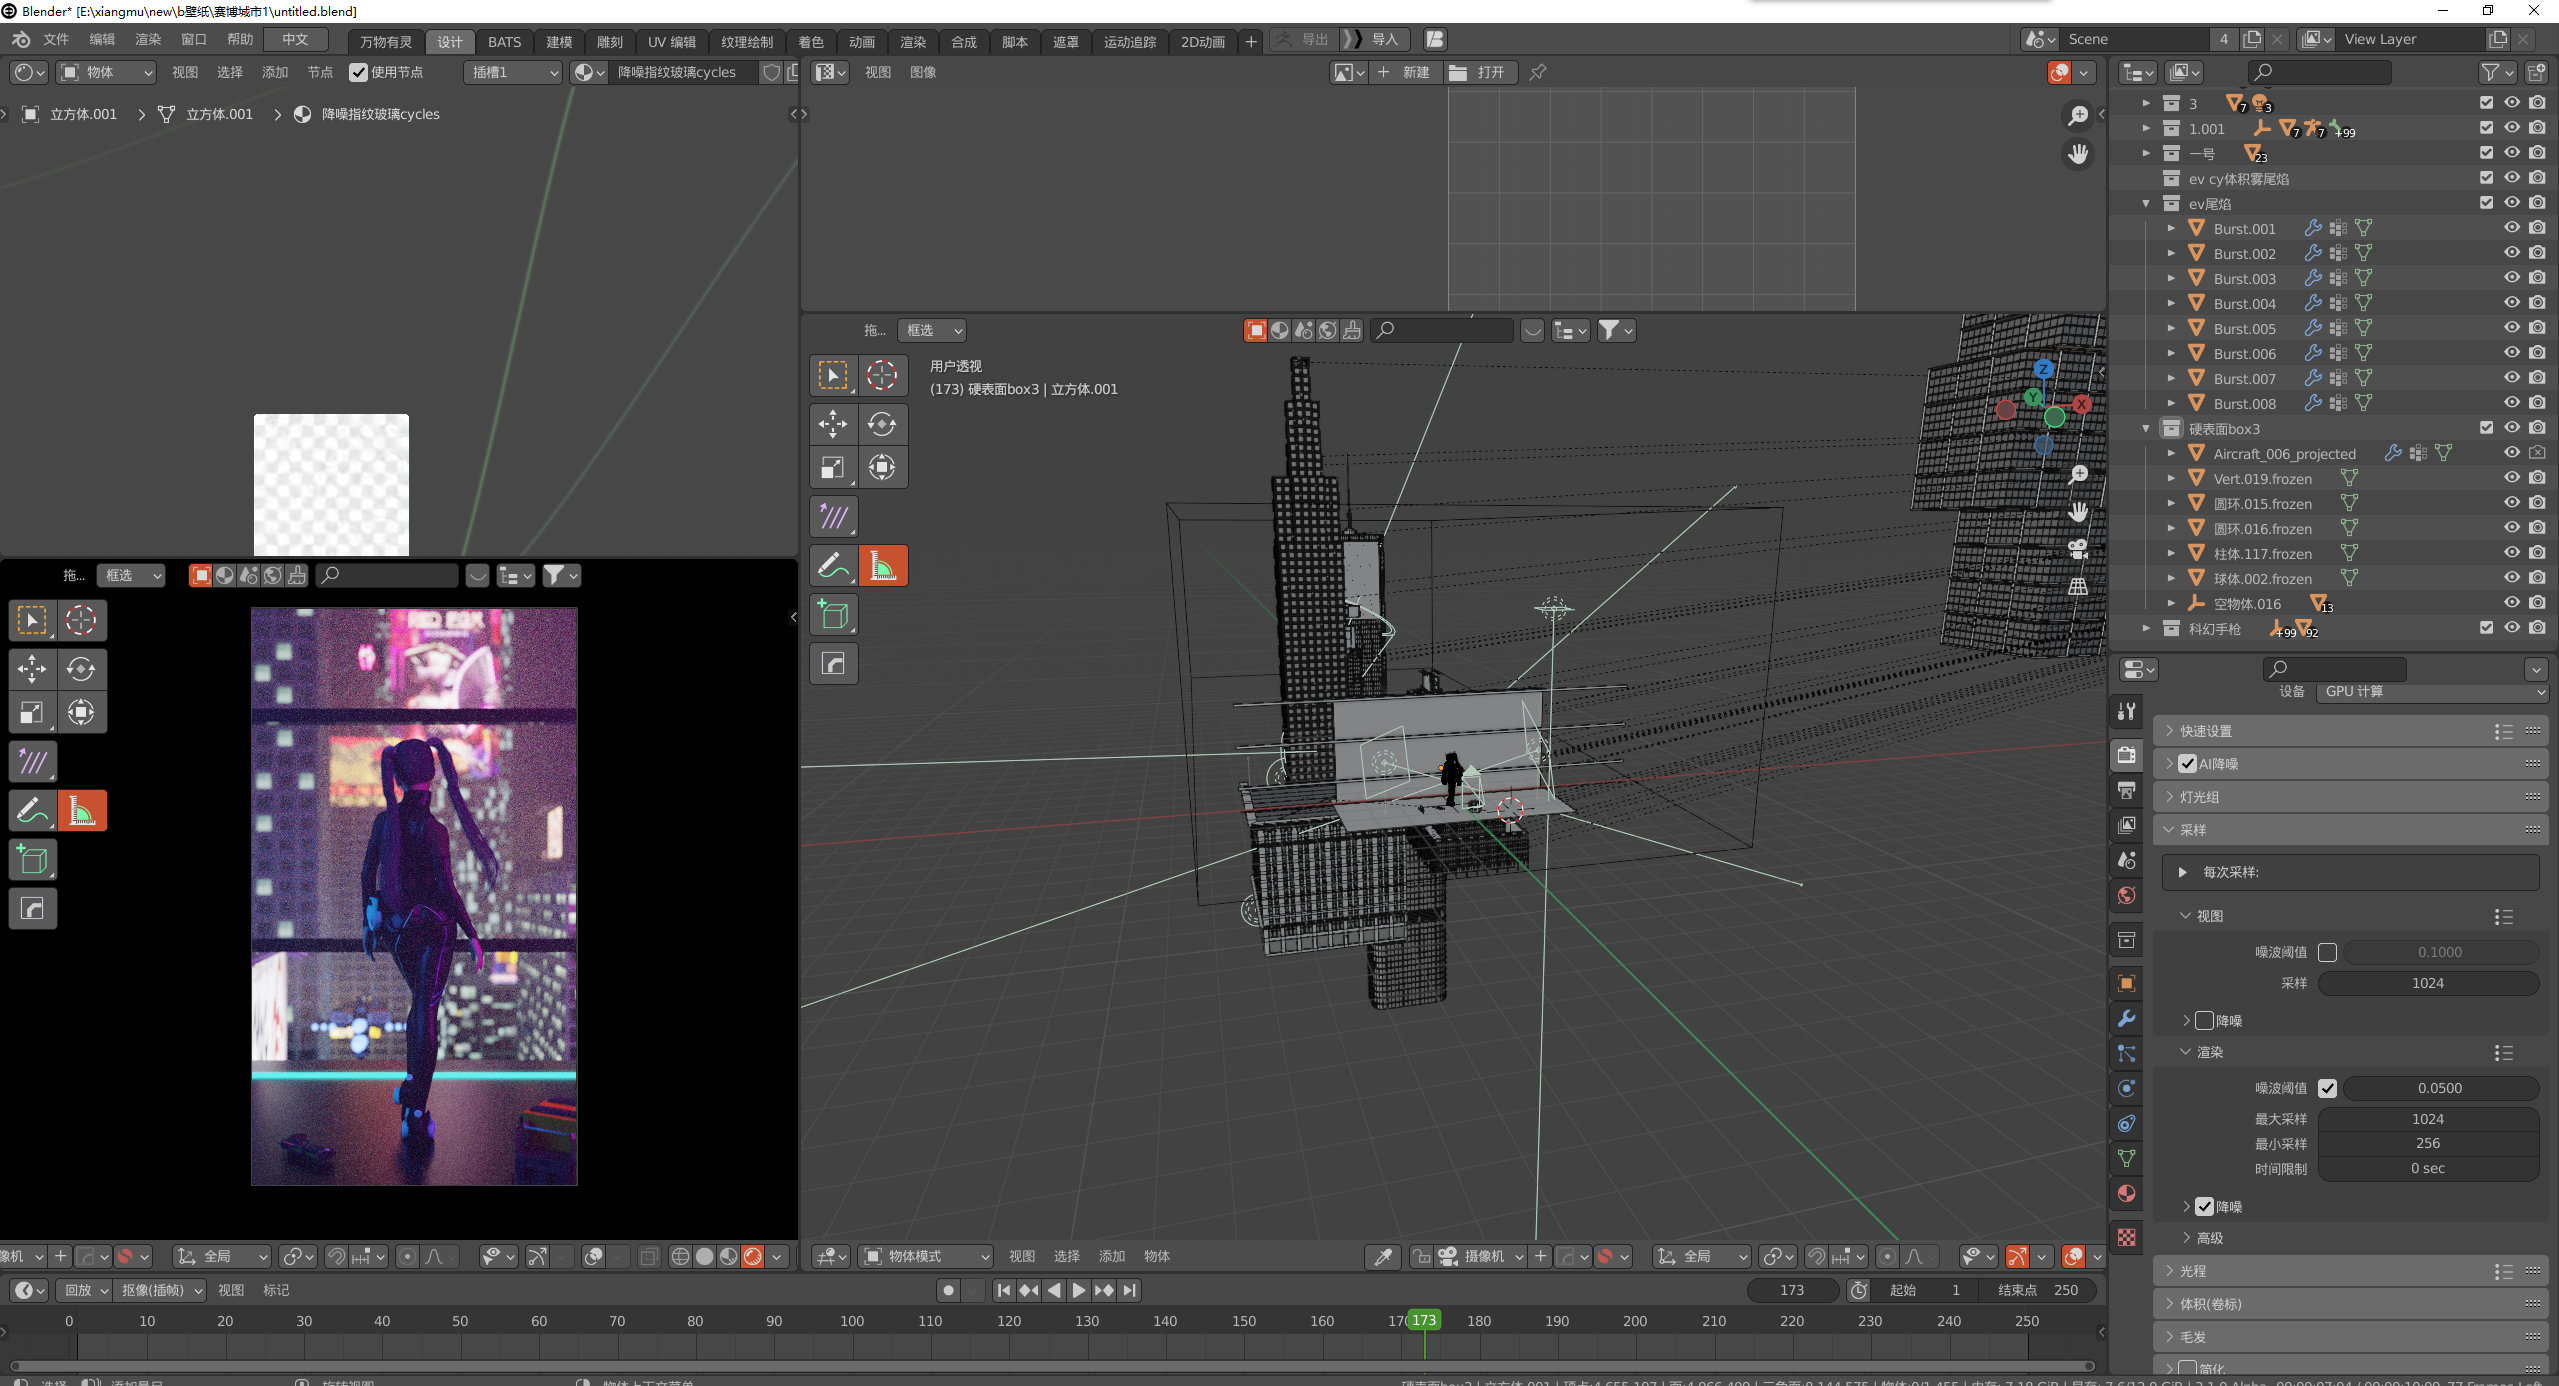 Blender* [E:\xiangmu\new\b壁纸\赛博城市1\untitled.blend]
文件 编辑 渲染 窗口 帮助 中文 万物有灵 设计 BATS 建模 雕刻 UV 编辑 纹理绘制 着色 动画 渲染 合成 脚本 遮罩 运动追踪 2D动画 + 导出 导入 Scene 4 View Layer
物体 视图 选择 添加 节点 使用节点 插槽1 降噪指纹玻璃cycles
视图 图像 新建 打开
立方体.001 > 立方体.001 > 降噪指纹玻璃cycles
3 7 3
1.001 7 7 +99
一号 23
ev cy体积雾尾焰
ev尾焰
Burst.001
Burst.002
Burst.003
Burst.004
Burst.005
Burst.006
Burst.007
Burst.008
硬表面box3
Aircraft_006_projected
Vert.019.frozen
圆环.015.frozen
圆环.016.frozen
柱体.117.frozen
球体.002.frozen
空物体.016 13
科幻手枪 +99 92
拖... 框选
用户透视
(173) 硬表面box3 | 立方体.001
Z
Y
X
拖... 框选
设备 GPU 计算
快速设置
AI降噪
灯光组
采样
每次采样:
视图
噪波阈值 0.1000
采样 1024
降噪
渲染
噪波阈值 0.0500
最大采样 1024
最小采样 256
时间限制 0 sec
降噪
高级
光程
体积(卷标)
毛发
简化
像机 全局
物体模式 视图 选择 添加 物体 摄像机 全局
回放 抠像(插帧) 视图 标记 173 起始 1 结束点 250
0 10 20 30 40 50 60 70 80 90 100 110 120 130 140 150 160 170 173 180 190 200 210 220 230 240 250